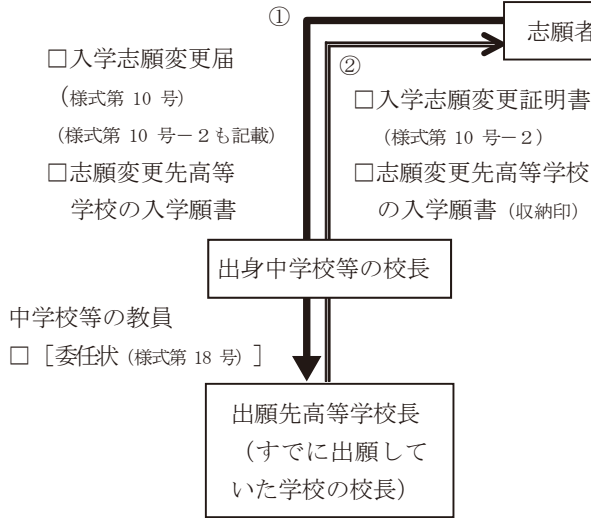 ①
志願者
□入学志願変更届
(様式第 10 号)
(様式第 10 号－２も記載)
□志願変更先高等
学校の入学願書
②
□入学志願変更証明書
(様式第 10 号－２)
□志願変更先高等学校
の入学願書 (収納印)
出身中学校等の校長
中学校等の教員
□［委任状 (様式第 18 号) ］
出願先高等学校長
（すでに出願して
いた学校の校長）